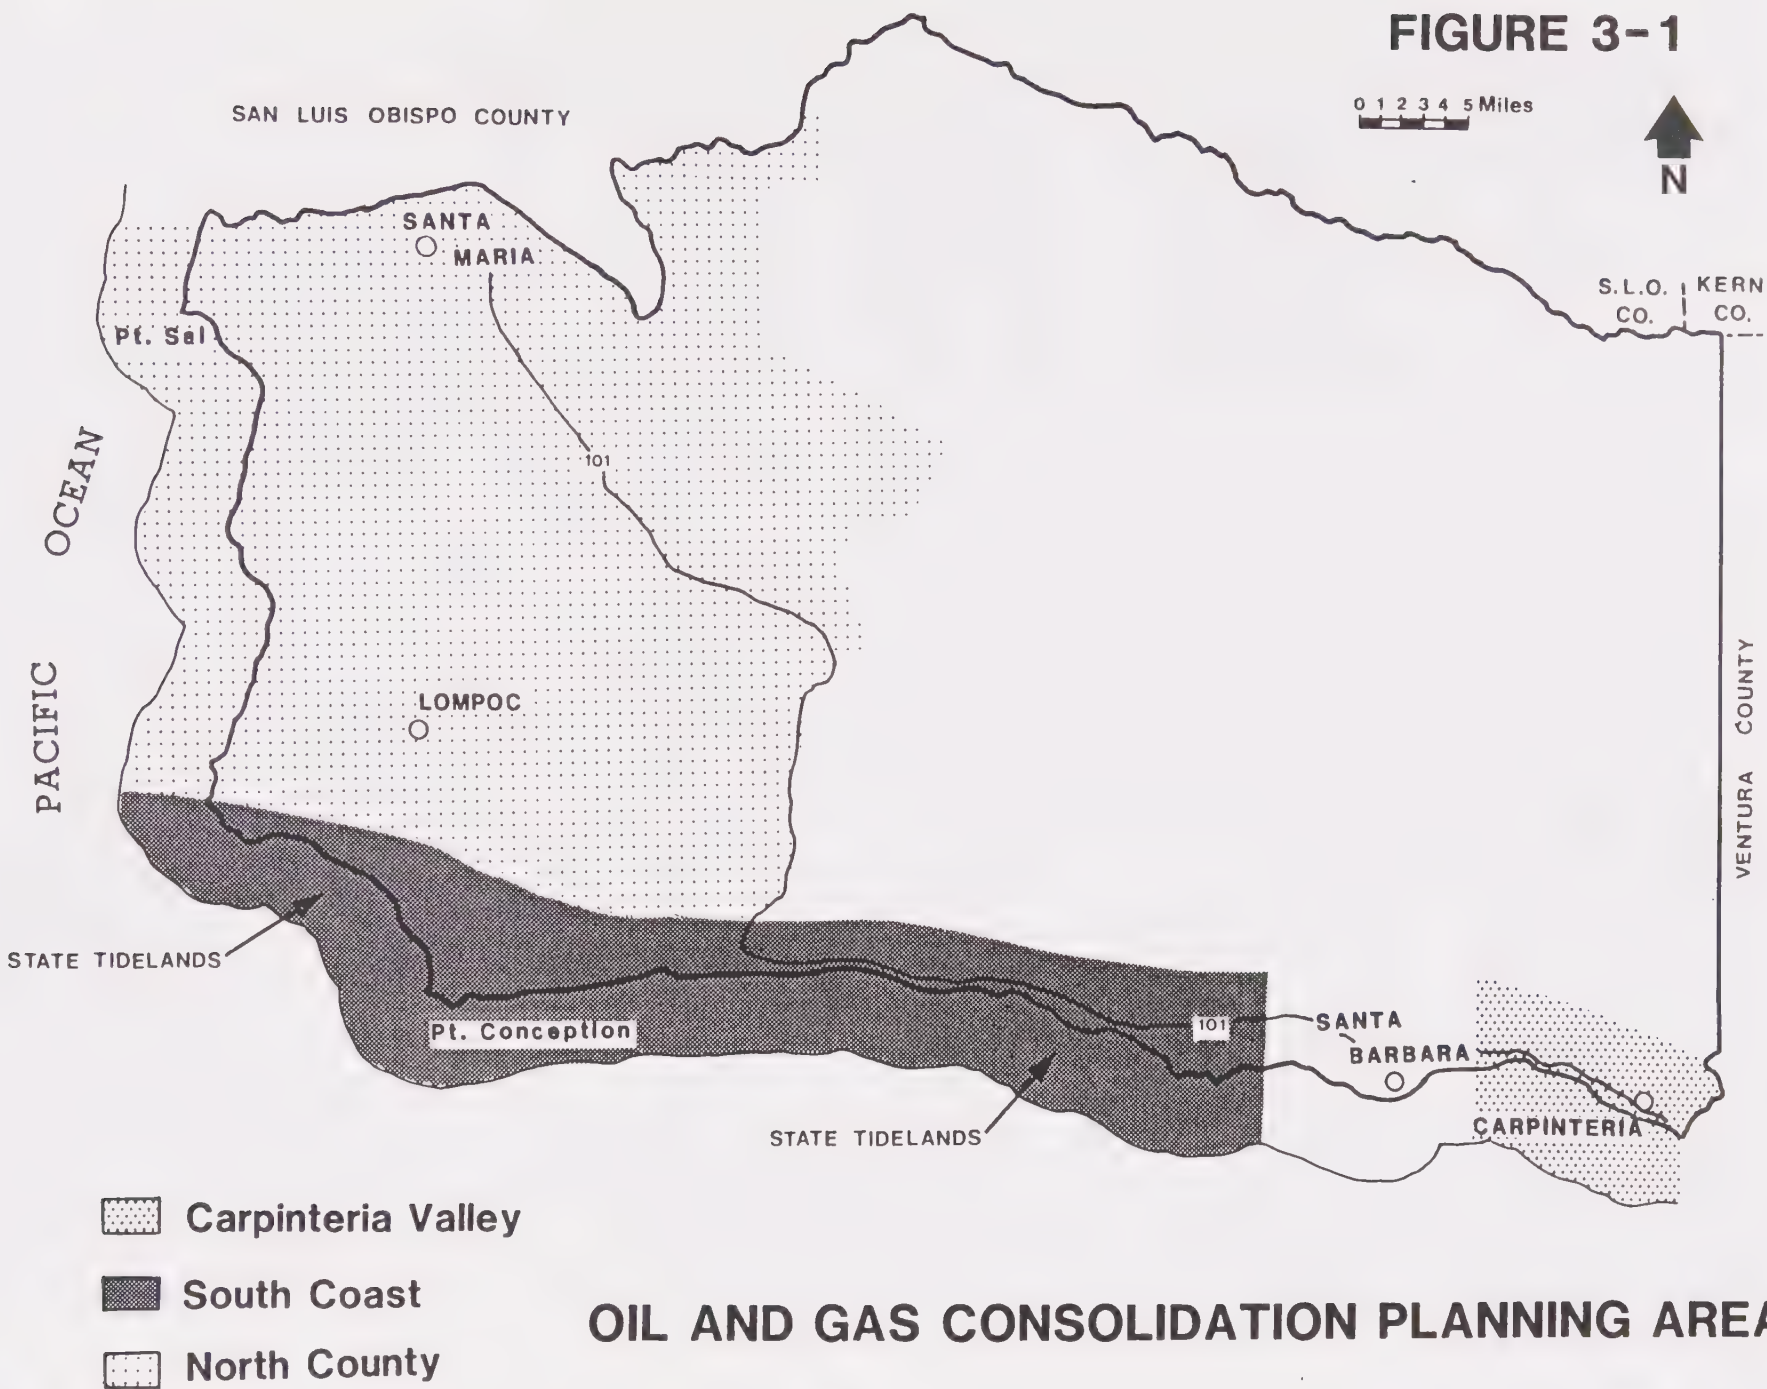 FIGURE 3-1
0 1 2 3 4 5 Miles
N
SAN LUIS OBISPO COUNTY
SANTA
MARIA
S.L.O.
CO.
KERN
CO.
Pt. Sal
101
OCEAN
PACIFIC
LOMPOC
VENTURA COUNTY
STATE TIDELANDS
Pt. Conception
101
SANTA
BARBARA
STATE TIDELANDS
CARPINTERIA
Carpinteria Valley
South Coast
North County
OIL AND GAS CONSOLIDATION PLANNING AREA